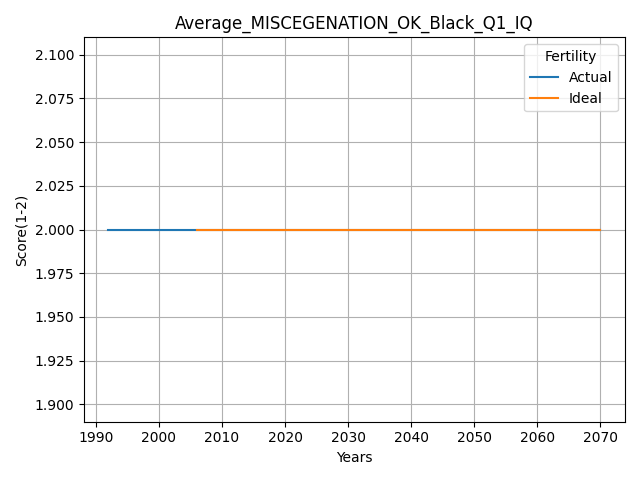 Average_MISCEGENATION_OK_Black_Q1_IQ
Fertility
Actual
Ideal
Score(1-2)
2.100
2.075
2.050
2.025
2.000
1.975
1.950
1.925
1.900
1990 2000 2010 2020 2030 2040 2050 2060 2070
Years